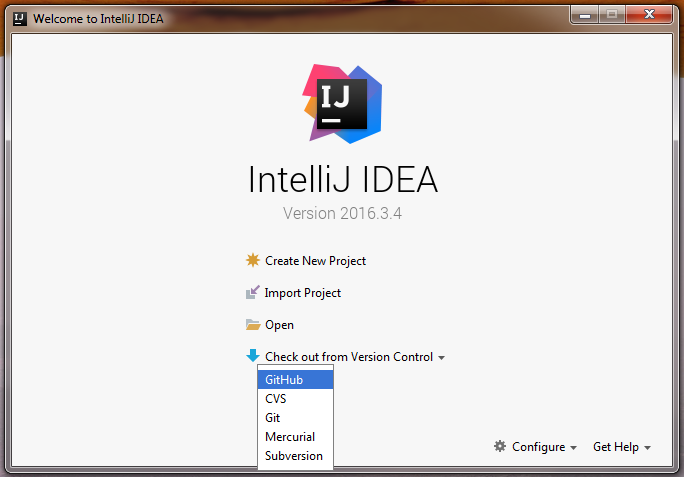 Welcome to IntelliJ IDEA
IJ
IntelliJ IDEA
Version 2016.3.4
Create New Project
Import Project
Open
Check out from Version Control
GitHub
CVS
Git
Mercurial
Subversion
Configure
Get Help